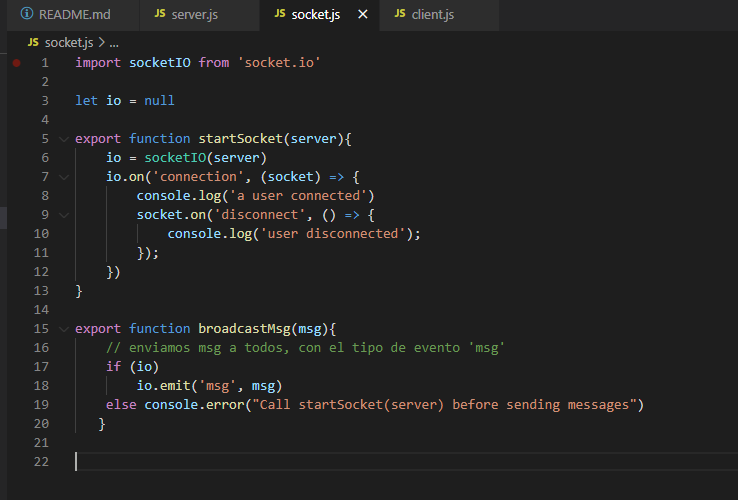 README.md JS server.js JS socket.js × JS client.js
JS socket.js > ...
1 import socketIO from 'socket.io'
2
3 let io = null
4
5 export function startSocket(server){
6 io = socketIO(server)
7 io.on('connection', (socket) => {
8 console.log('a user connected')
9 socket.on('disconnect', () => {
10 console.log('user disconnected');
11 });
12 })
13 }
14
15 export function broadcastMsg(msg){
16 // enviamos msg a todos, con el tipo de evento 'msg'
17 if (io)
18 io.emit('msg', msg)
19 else console.error("Call startSocket(server) before sending messages")
20 }
21
22